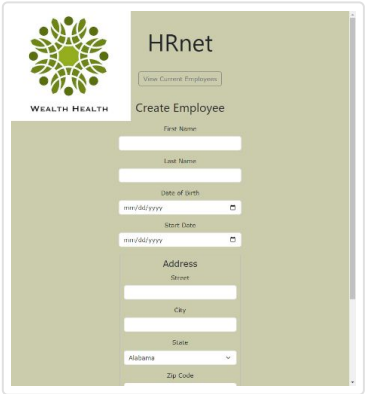 HRnet
View Current Employees
WEALTH HEALTH
Create Employee
First Name
Last Name
Date of Birth
mm/dd/yyyy
Start Date
mm/dd/yyyy
Address
Street
City
State
Alabama
Zip Code